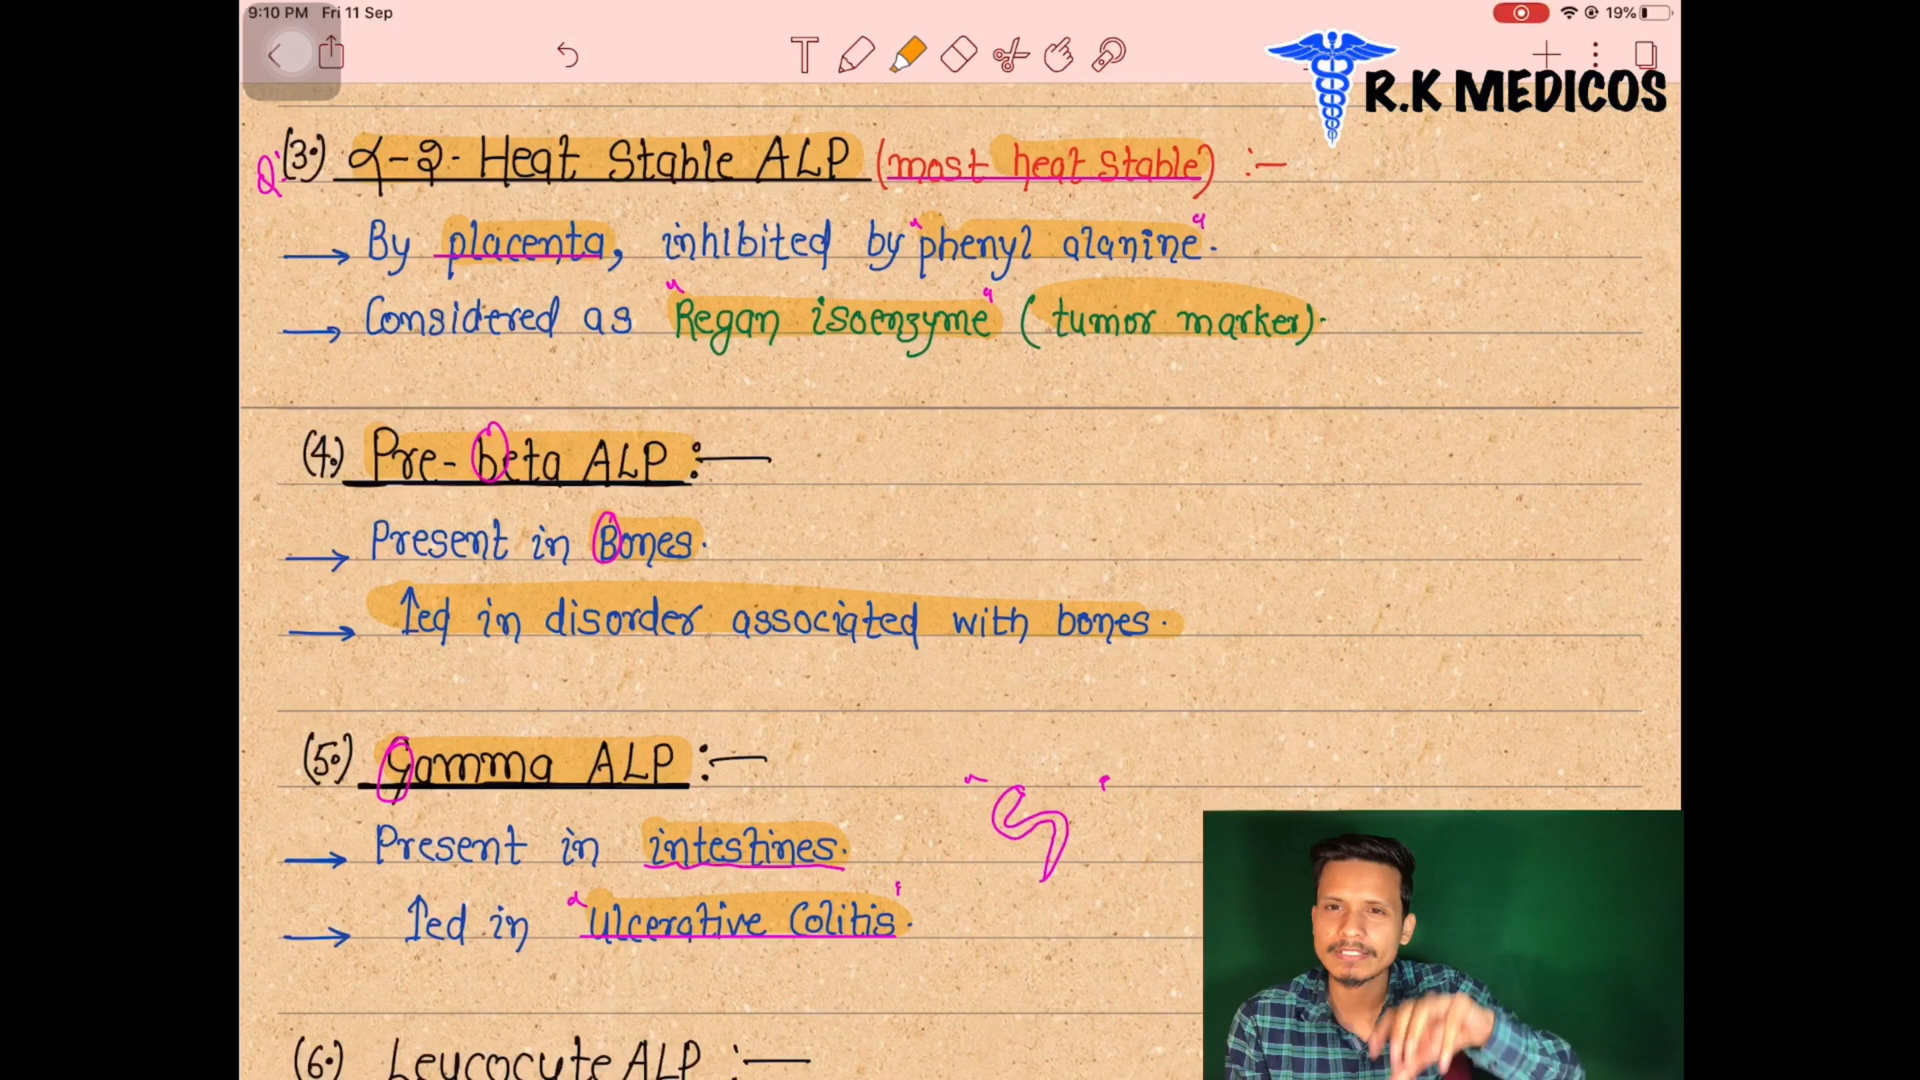 9:10 PM Fri 11 Sep
19%
R.K MEDICOS
Q. (3.) α-2. Heat Stable ALP (most heat stable) :-
→ By placenta, inhibited by "phenyl alanine".
→ Considered as "Regan isoenzyme" (tumor marker).
(4.) Pre-beta ALP :-
→ Present in Bones.
→ ↑ed in disorder associated with bones.
(5.) Gamma ALP :-
→ Present in intestines.
→ ↑ed in "Ulcerative Colitis".
(6.) Leucocyte ALP :-